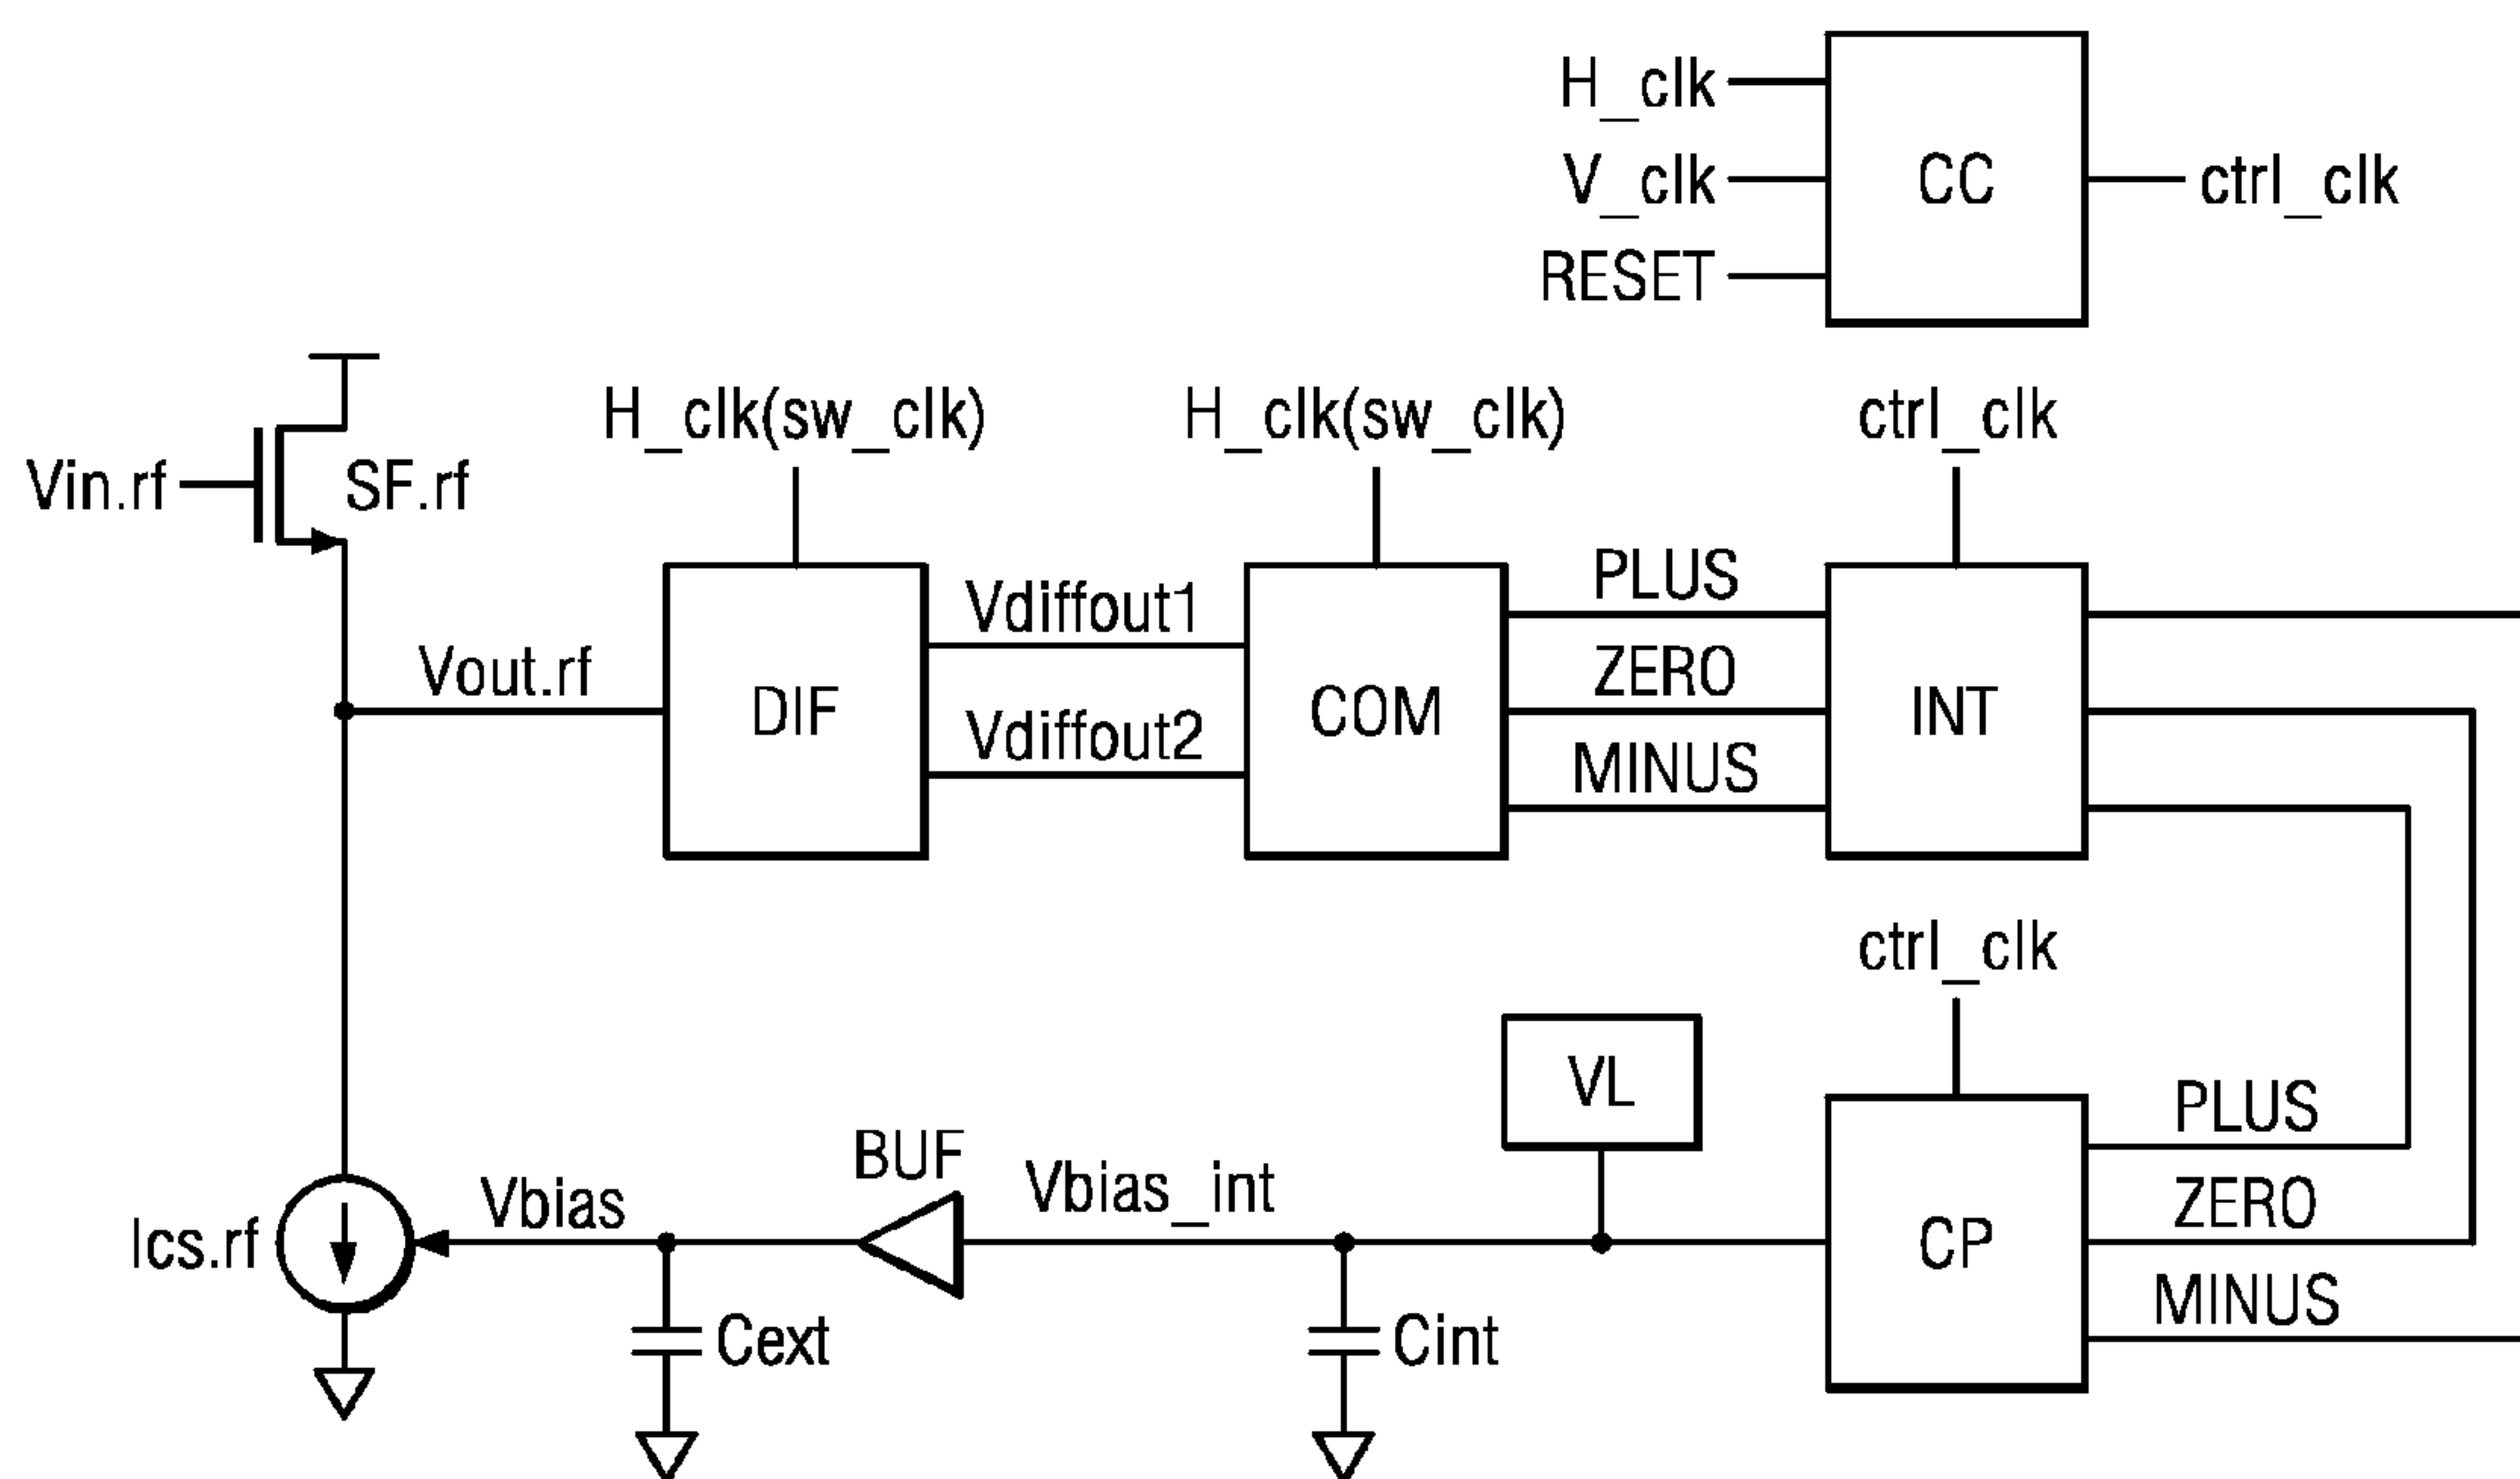 H_clk
V_clk
CC
ctrl_clk
RESET
H_clk(sw_clk)
H_clk(sw_clk)
ctrl_clk
Vin.rf
SF.rf
PLUS
Vdiffout1
Vout.rf
ZERO
DIF
COM
INT
Vdiffout2
MINUS
ctrl_clk
VL
PLUS
BUF
Vbias_int
Vbias
ZERO
Ics.rf
CP
MINUS
Cext
Cint